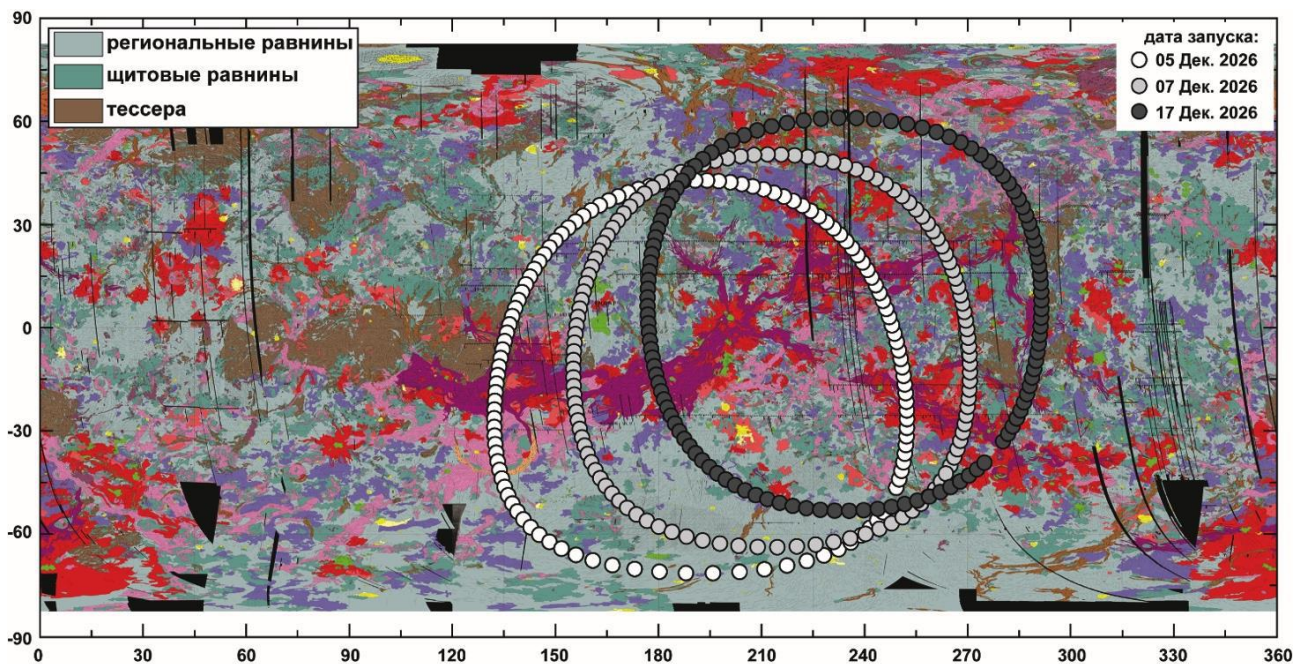 90
60
30
0
-30
-60
-90
региональные равнины
щитовые равнины
тессера
дата запуска:
05 Дек. 2026
07 Дек. 2026
17 Дек. 2026
0 30 60 90 120 150 180 210 240 270 300 330 360